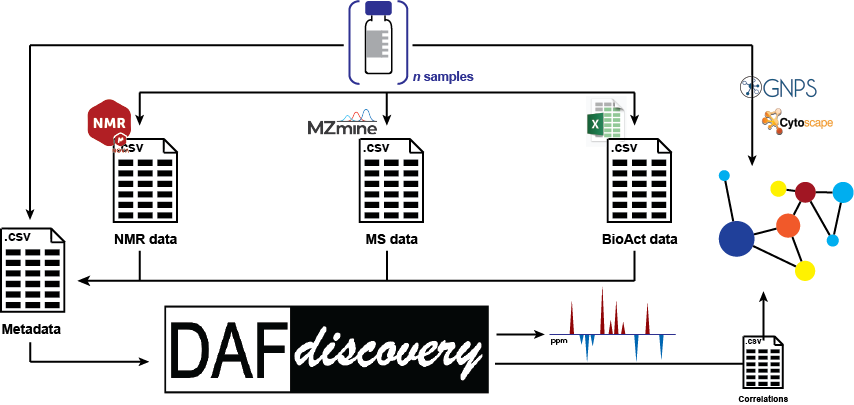 n samples
GNPS
Cytoscape
NMR
MZmine
X
.CSV
.CSV
.CSV
NMR data
MS data
BioAct data
.CSV
Metadata
DAF discovery
ppm
.CSV
Correlations